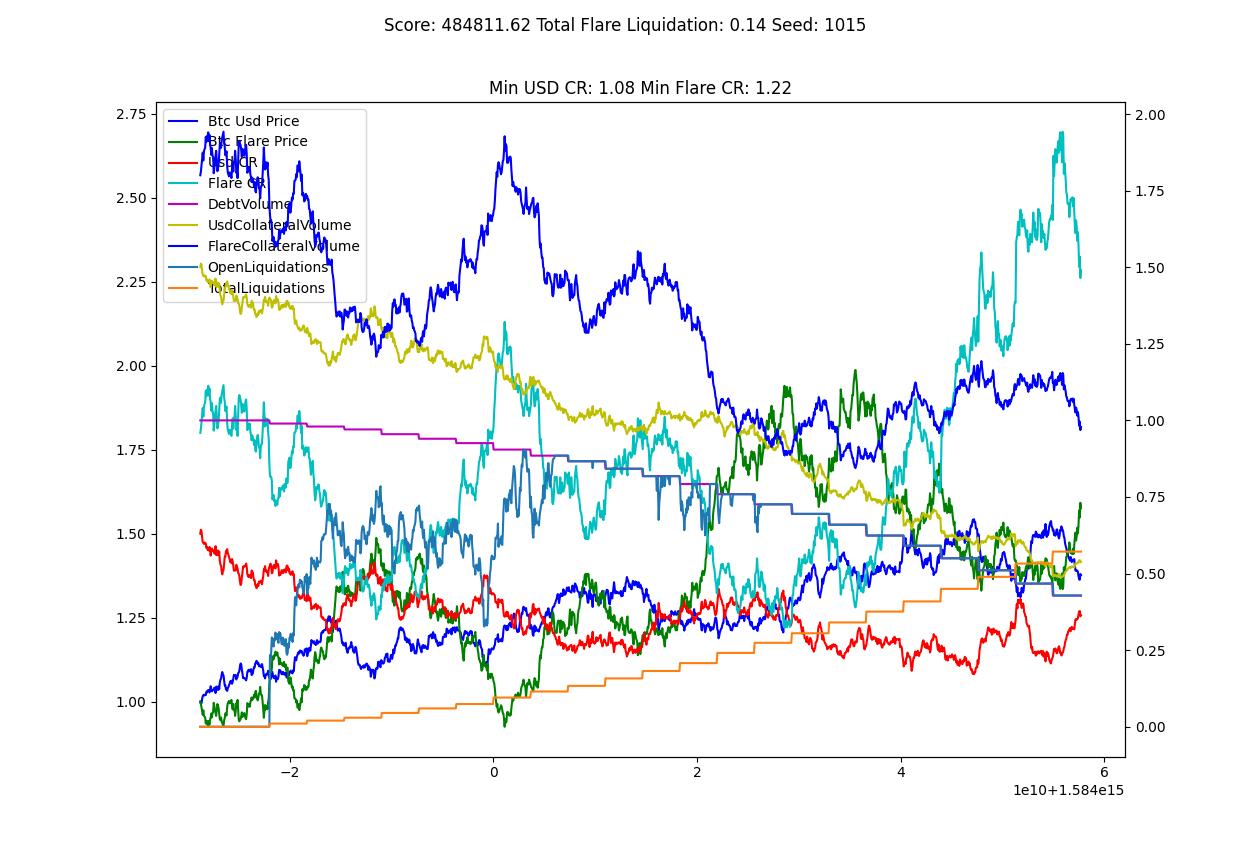 Score: 484811.62 Total Flare Liquidation: 0.14 Seed: 1015
Min USD CR: 1.08 Min Flare CR: 1.22
Btc Usd Price
Btc Flare Price
Usd CR
Flare CR
DebtVolume
UsdCollateralVolume
FlareCollateralVolume
OpenLiquidations
TotalLiquidations
2.75
2.50
2.25
2.00
1.75
1.50
1.25
1.00
2.00
1.75
1.50
1.25
1.00
0.75
0.50
0.25
0.00
−2
0
2
4
6
1e10+1.584e15